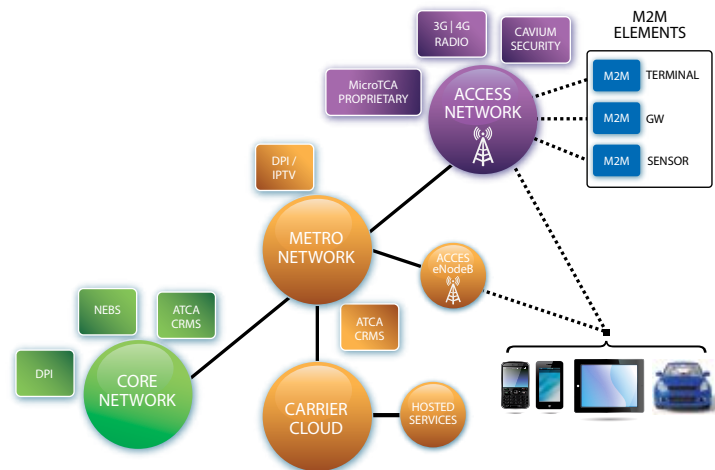 M2M
ELEMENTS
3G | 4G
RADIO
CAVIUM
SECURITY
MicroTCA
PROPRIETARY
ACCESS
NETWORK
M2M
TERMINAL
M2M
GW
M2M
SENSOR
DPI /
IPTV
METRO
NETWORK
ACCES
eNodeB
NEBS
ATCA
CRMS
ATCA
CRMS
DPI
CORE
NETWORK
CARRIER
CLOUD
HOSTED
SERVICES